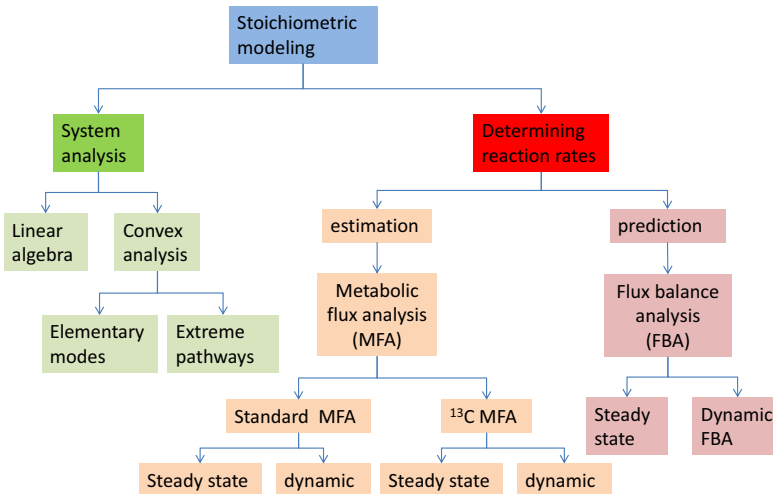 Stoichiometric
modeling
System
analysis
Determining
reaction rates
Linear
algebra
Convex
analysis
estimation
prediction
Elementary
modes
Extreme
pathways
Metabolic
flux analysis
(MFA)
Flux balance
analysis
(FBA)
Standard MFA
¹³C MFA
Steady
state
Dynamic
FBA
Steady state
dynamic
Steady state
dynamic